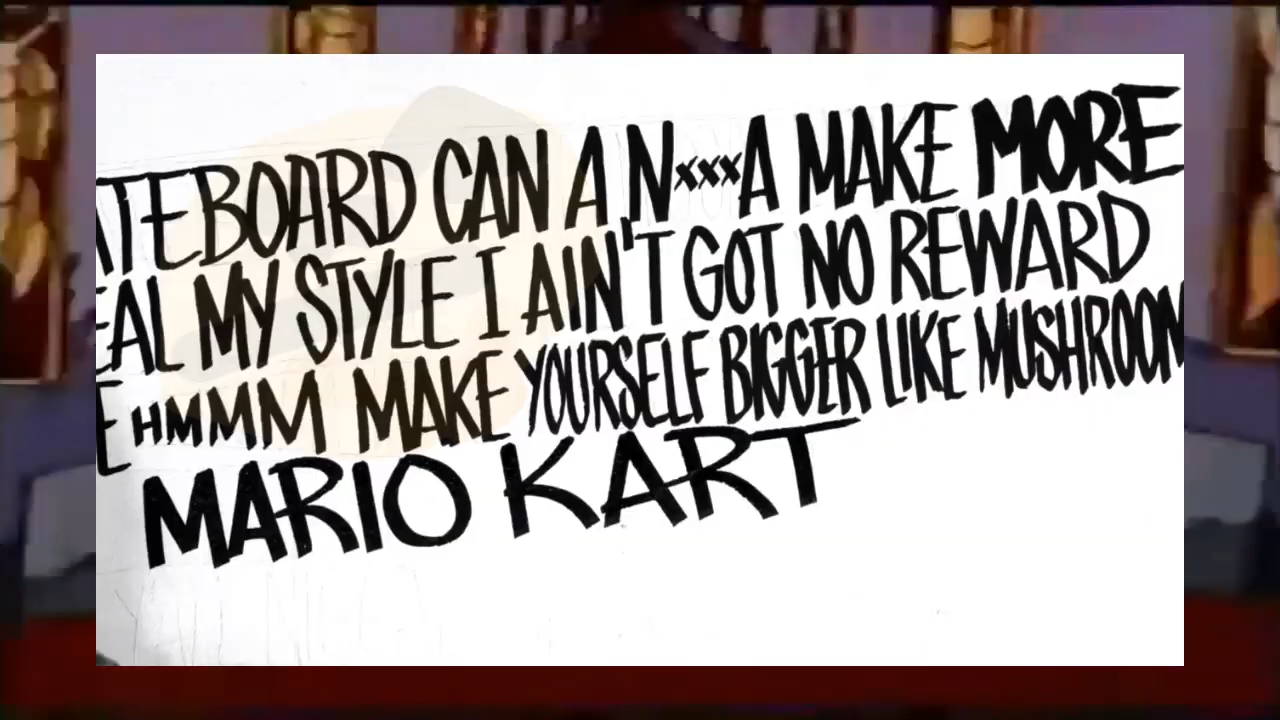 ATEBOARD CAN A N***A MAKE MORE
EAL MY STYLE I AIN'T GOT NO REWARD
E HMMM MAKE YOURSELF BIGGER LIKE MUSHROOM
MARIO KART